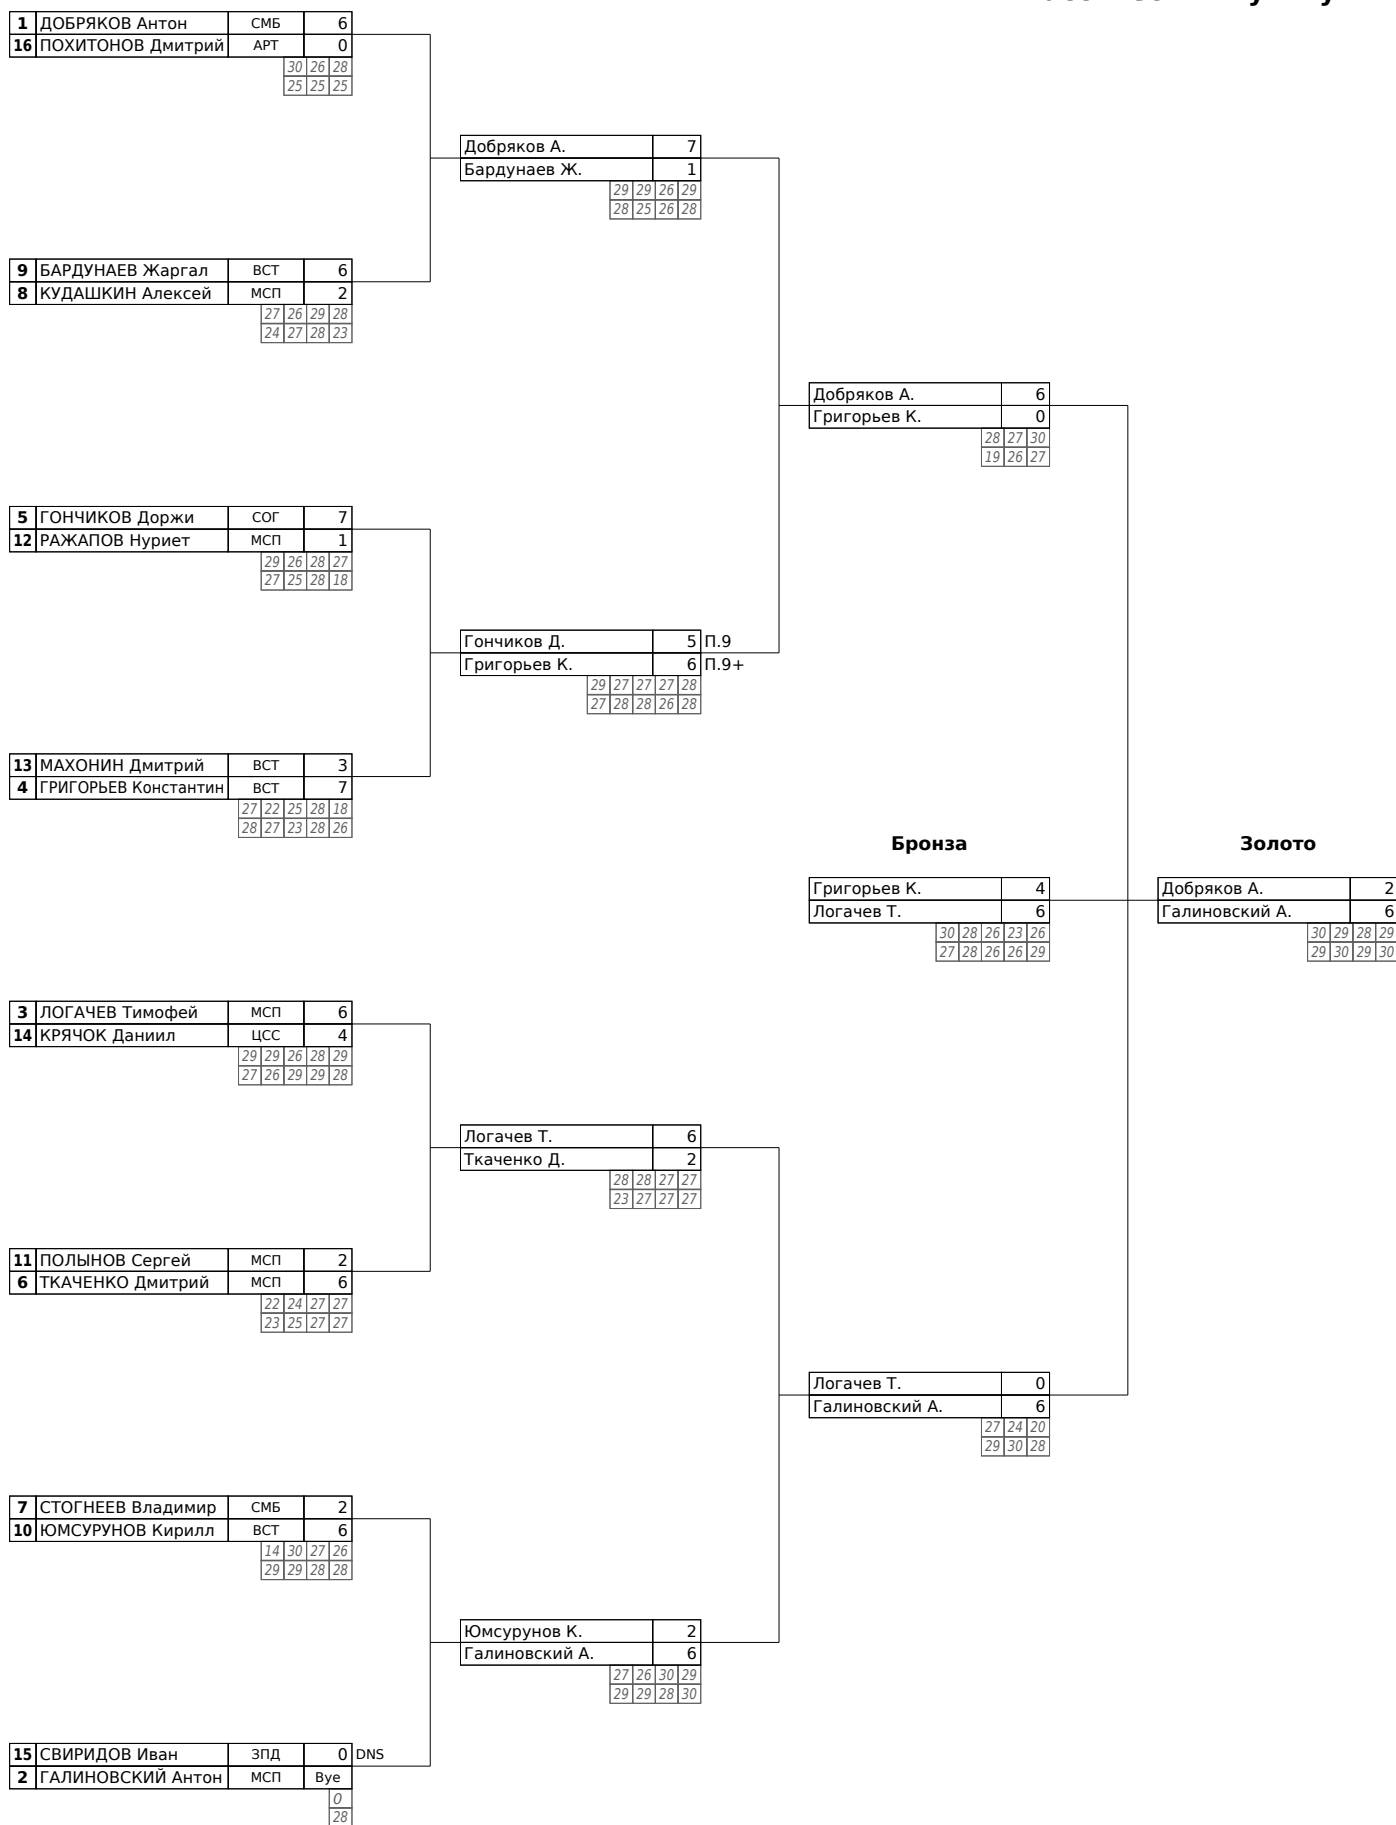 1 ДОБРЯКОВ Антон СМБ 6
16 ПОХИТОНОВ Дмитрий АРТ 0
30 26 28
25 25 25
Добряков А. 7
Бардунаев Ж. 1
29 29 26 29
28 25 26 28
9 БАРДУНАЕВ Жаргал ВСТ 6
8 КУДАШКИН Алексей МСП 2
27 26 29 28
24 27 28 23
Добряков А. 6
Григорьев К. 0
28 27 30
19 26 27
5 ГОНЧИКОВ Доржи СОГ 7
12 РАЖАПОВ Нуриет МСП 1
29 26 28 27
27 25 28 18
Гончиков Д. 5 П.9
Григорьев К. 6 П.9+
29 27 27 27 28
27 28 28 26 28
13 МАХОНИН Дмитрий ВСТ 3
4 ГРИГОРЬЕВ Константин ВСТ 7
27 22 25 28 18
28 27 23 28 26
Бронза Золото
Григорьев К. 4 Добряков А. 2
Логачев Т. 6 Галиновский А. 6
30 28 26 23 26 30 29 28 29
27 28 26 26 29 29 30 29 30
3 ЛОГАЧЕВ Тимофей МСП 6
14 КРЯЧОК Даниил ЦСС 4
29 29 26 28 29
27 26 29 29 28
Логачев Т. 6
Ткаченко Д. 2
28 28 27 27
23 27 27 27
11 ПОЛЫНОВ Сергей МСП 2
6 ТКАЧЕНКО Дмитрий МСП 6
22 24 27 27
23 25 27 27
Логачев Т. 0
Галиновский А. 6
27 24 20
29 30 28
7 СТОГНЕЕВ Владимир СМБ 2
10 ЮМСУРУНОВ Кирилл ВСТ 6
14 30 27 26
29 29 28 28
Юмсурунов К. 2
Галиновский А. 6
27 26 30 29
29 29 28 30
15 СВИРИДОВ Иван ЗПД 0 DNS
2 ГАЛИНОВСКИЙ Антон МСП Bye
0
28